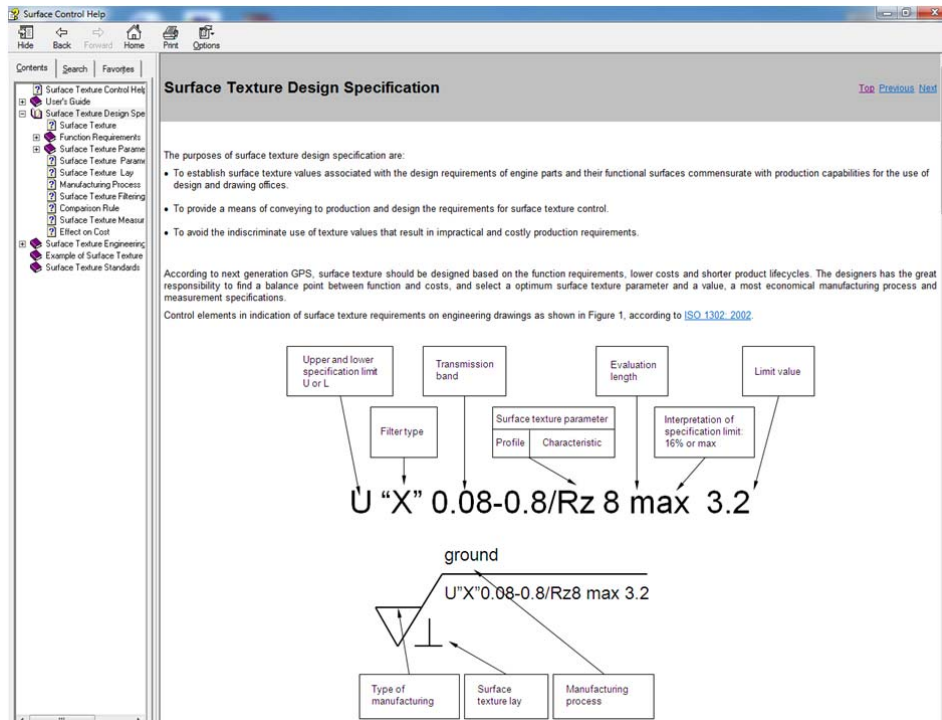 Surface Control Help
Hide Back Forward Home Print Options
Contents Search Favorites
Surface Texture Control Help
User's Guide
Surface Texture Design Spe
Surface Texture
Function Requirements
Surface Texture Parame
Surface Texture Param
Surface Texture Lay
Manufacturing Process
Surface Texture Filtering
Comparison Rule
Surface Texture Measur
Effect on Cost
Surface Texture Engineering
Example of Surface Texture
Surface Texture Standards
Surface Texture Design Specification
Top Previous Next
The purposes of surface texture design specification are:
• To establish surface texture values associated with the design requirements of engine parts and their functional surfaces commensurate with production capabilities for the use of
design and drawing offices.
• To provide a means of conveying to production and design the requirements for surface texture control.
• To avoid the indiscriminate use of texture values that result in impractical and costly production requirements.
According to next generation GPS, surface texture should be designed based on the function requirements, lower costs and shorter product lifecycles. The designers has the great
responsibility to find a balance point between function and costs, and select a optimum surface texture parameter and a value, a most economical manufacturing process and
measurement specifications.
Control elements in indication of surface texture requirements on engineering drawings as shown in Figure 1, according to ISO 1302: 2002.
Upper and lower
specification limit
U or L
Transmission
band
Evaluation
length
Limit value
Filter type
Surface texture parameter
Profile Characteristic
Interpretation of
specification limit:
16% or max
U “X” 0.08-0.8/Rz 8 max 3.2
ground
U”X”0.08-0.8/Rz8 max 3.2
Type of
manufacturing
Surface
texture lay
Manufacturing
process